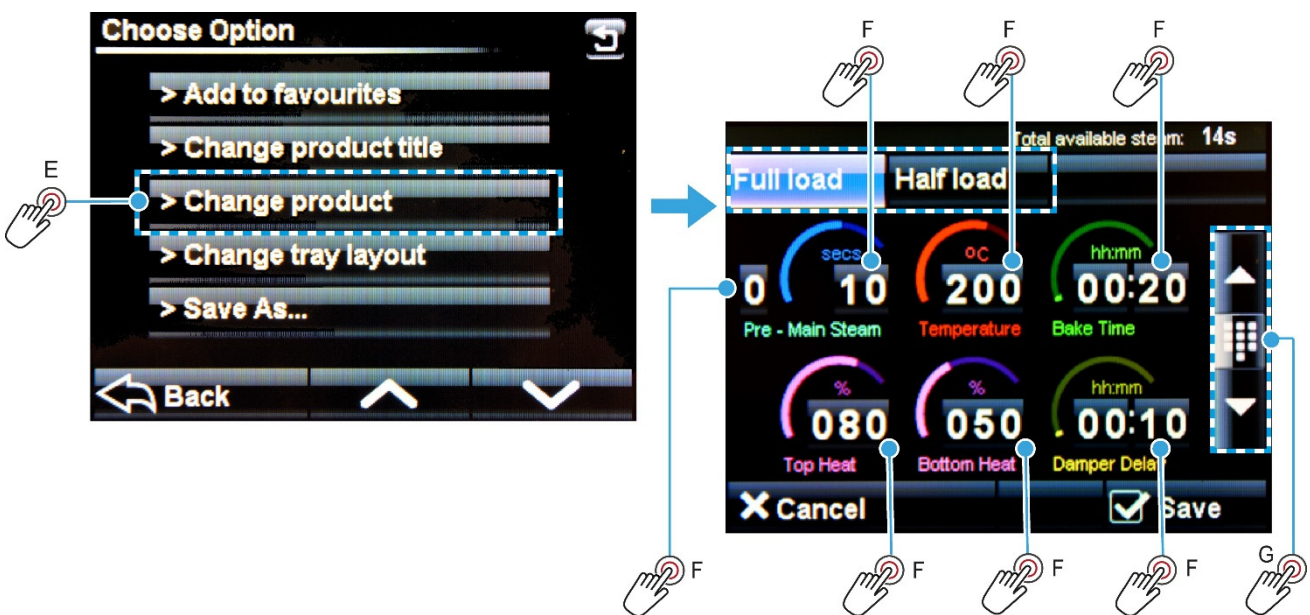 Choose Option
> Add to favourites
> Change product title
> Change product
> Change tray layout
> Save As...
Back
E
F F F
Total available steam: 14s
Full load Half load
secs °C hh:mm
0 10 200 00:20
Pre - Main Steam Temperature Bake Time
% % hh:mm
080 050 00:10
Top Heat Bottom Heat Damper Delay
Cancel Save
F F F F G